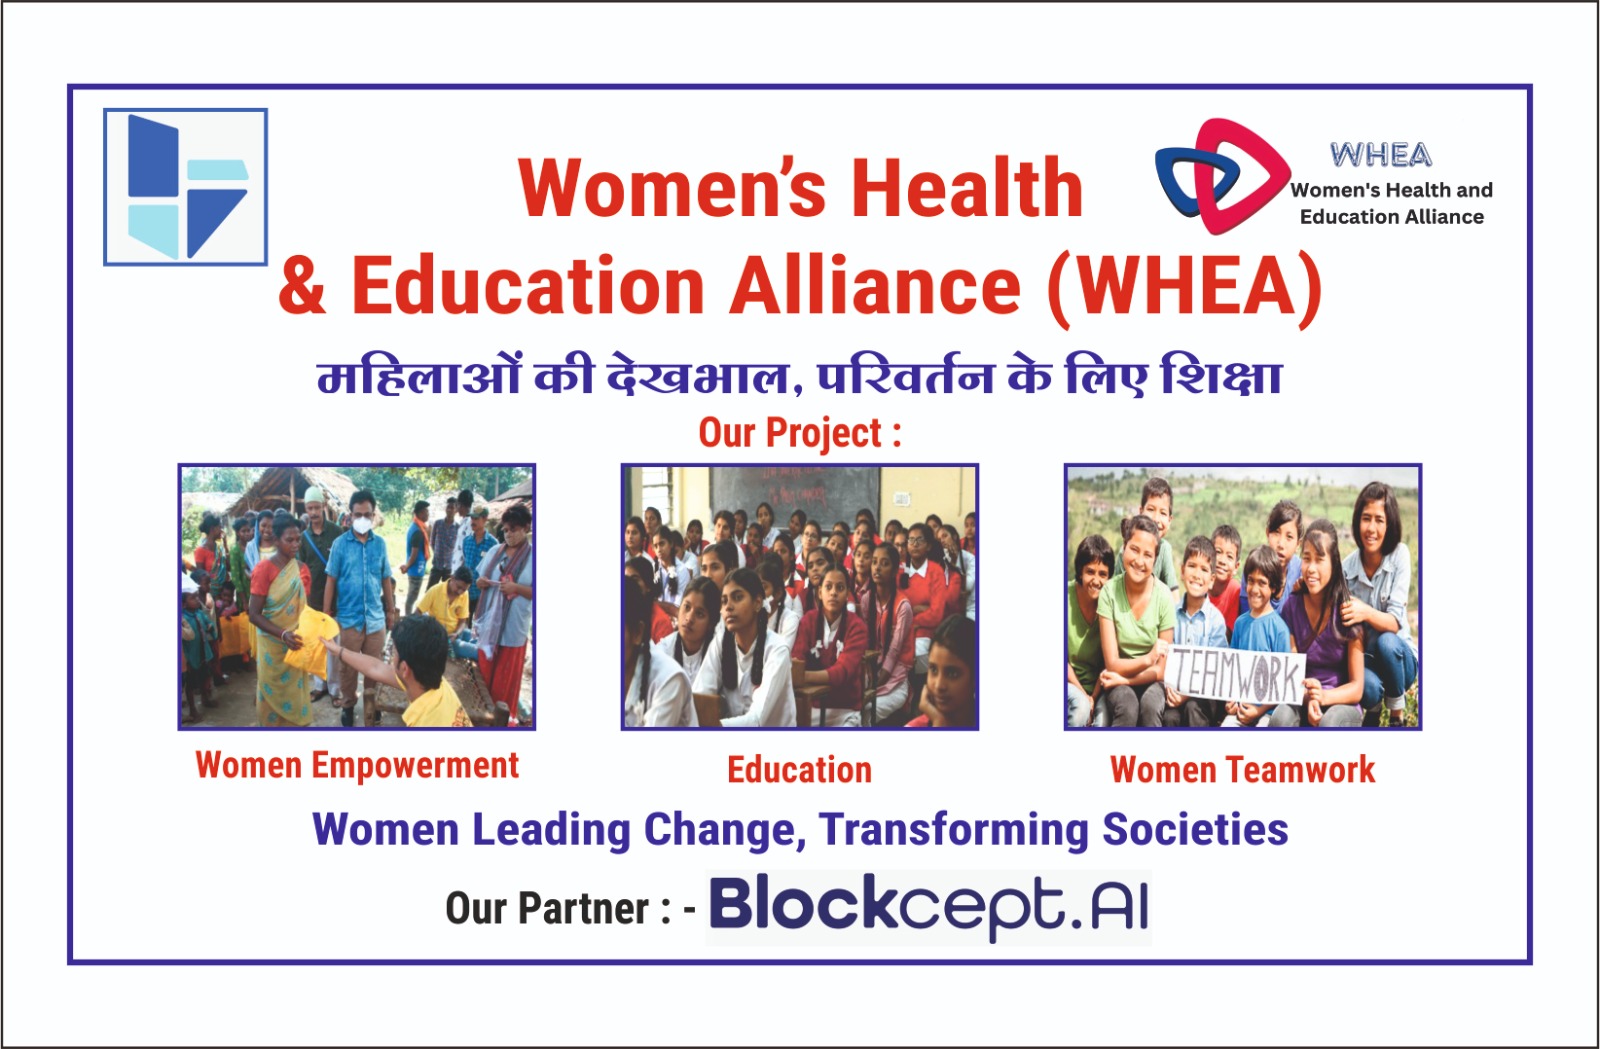 Women's Health
& Education Alliance (WHEA)
WHEA
Women's Health and
Education Alliance
महिलाओं की देखभाल, परिवर्तन के लिए शिक्षा
Our Project :
TEAMWORK
Women Empowerment
Education
Women Teamwork
Women Leading Change, Transforming Societies
Our Partner : - Blockcept.AI